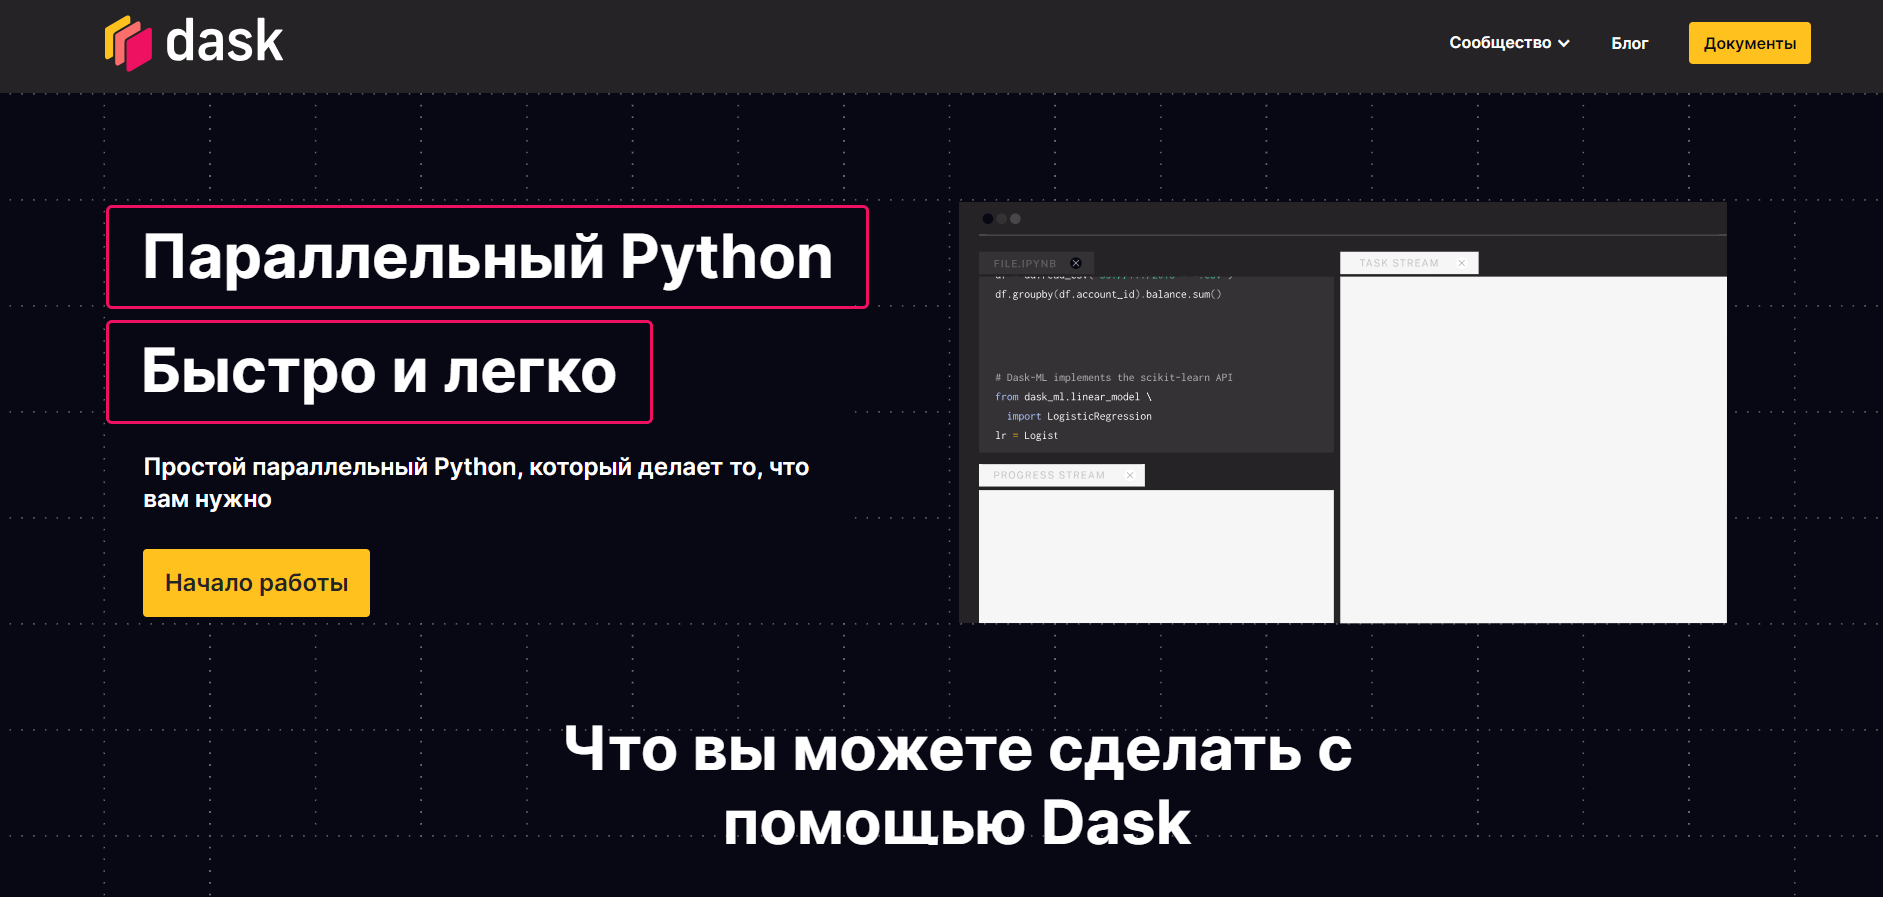 dask
Сообщество
Блог
Документы
Параллельный Python
Быстро и легко
Простой параллельный Python, который делает то, что
вам нужно
Начало работы
FILE.IPYNB
df.groupby(df.account_id).balance.sum()
# Dask-ML implements the scikit-learn API
from dask_ml.linear_model \
import LogisticRegression
lr = Logist
PROGRESS STREAM
TASK STREAM
Что вы можете сделать с
помощью Dask